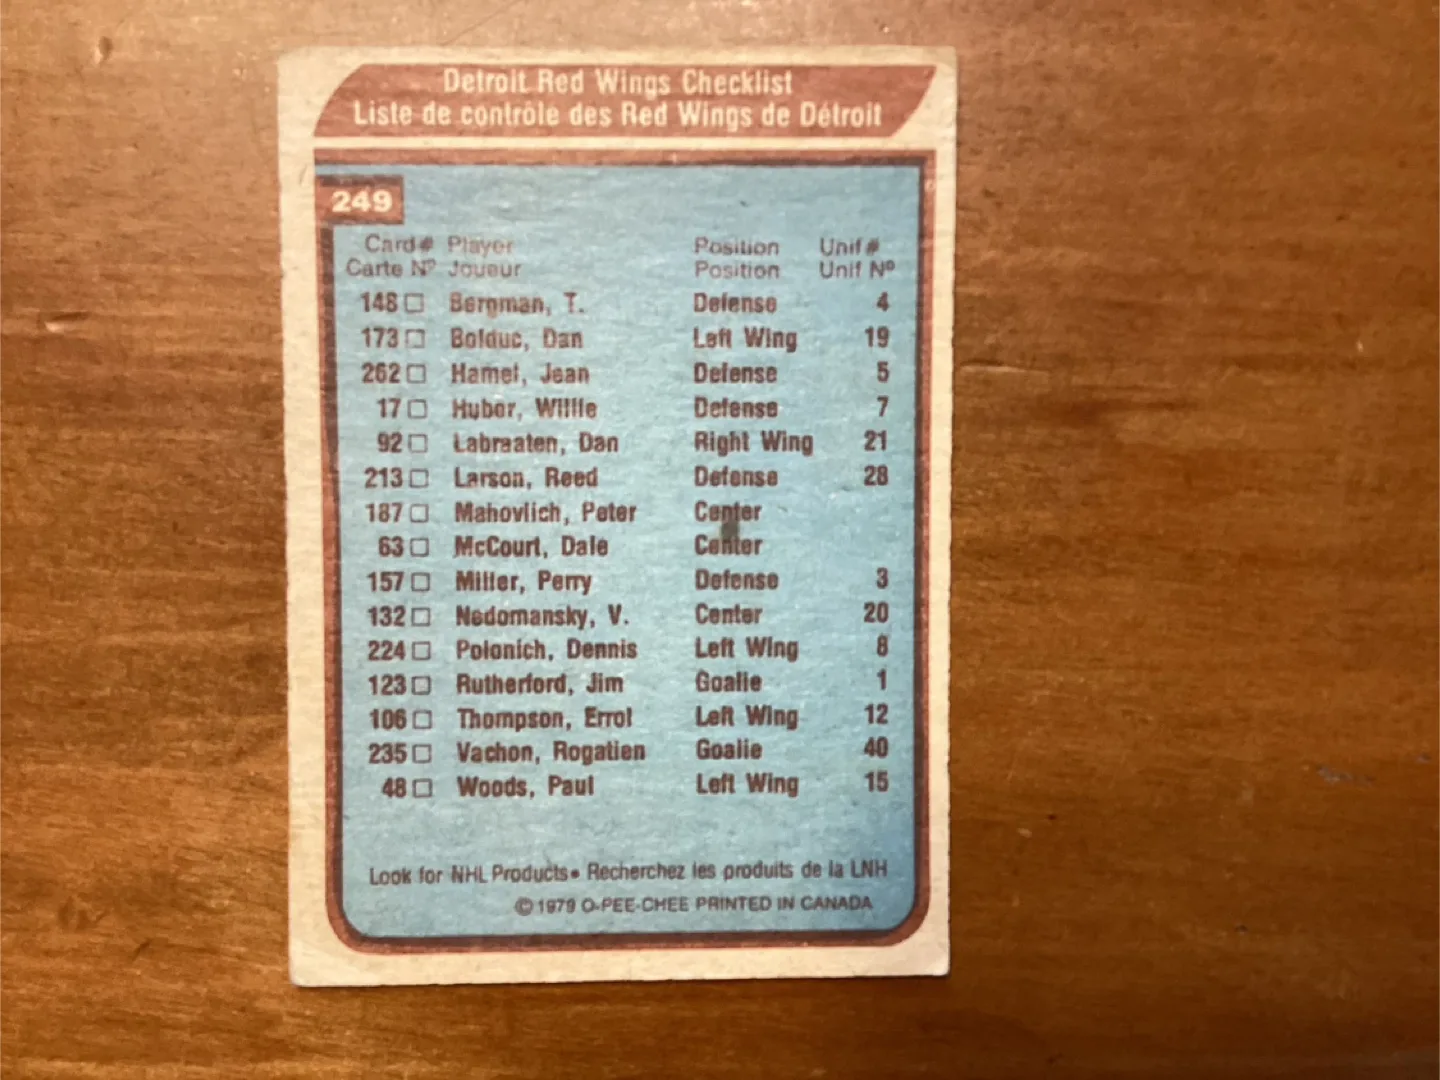 Detroit Red Wings Checklist
Liste de contrôle des Red Wings de Détroit
249
Card # Player Position Unif #
Carte Nº Joueur Position Unif Nº
148 □ Bergman, T. Defense 4
173 □ Bolduc, Dan Left Wing 19
262 □ Hamel, Jean Defense 5
17 □ Huber, Willie Defense 7
92 □ Labraaten, Dan Right Wing 21
213 □ Larson, Reed Defense 28
187 □ Mahovlich, Peter Center
63 □ McCourt, Dale Center
157 □ Miller, Perry Defense 3
132 □ Nedomansky, V. Center 20
224 □ Polonich, Dennis Left Wing 8
123 □ Rutherford, Jim Goalie 1
106 □ Thompson, Errol Left Wing 12
235 □ Vachon, Rogatien Goalie 40
48 □ Woods, Paul Left Wing 15
Look for NHL Products • Recherchez les produits de la LNH
© 1979 O-PEE-CHEE PRINTED IN CANADA